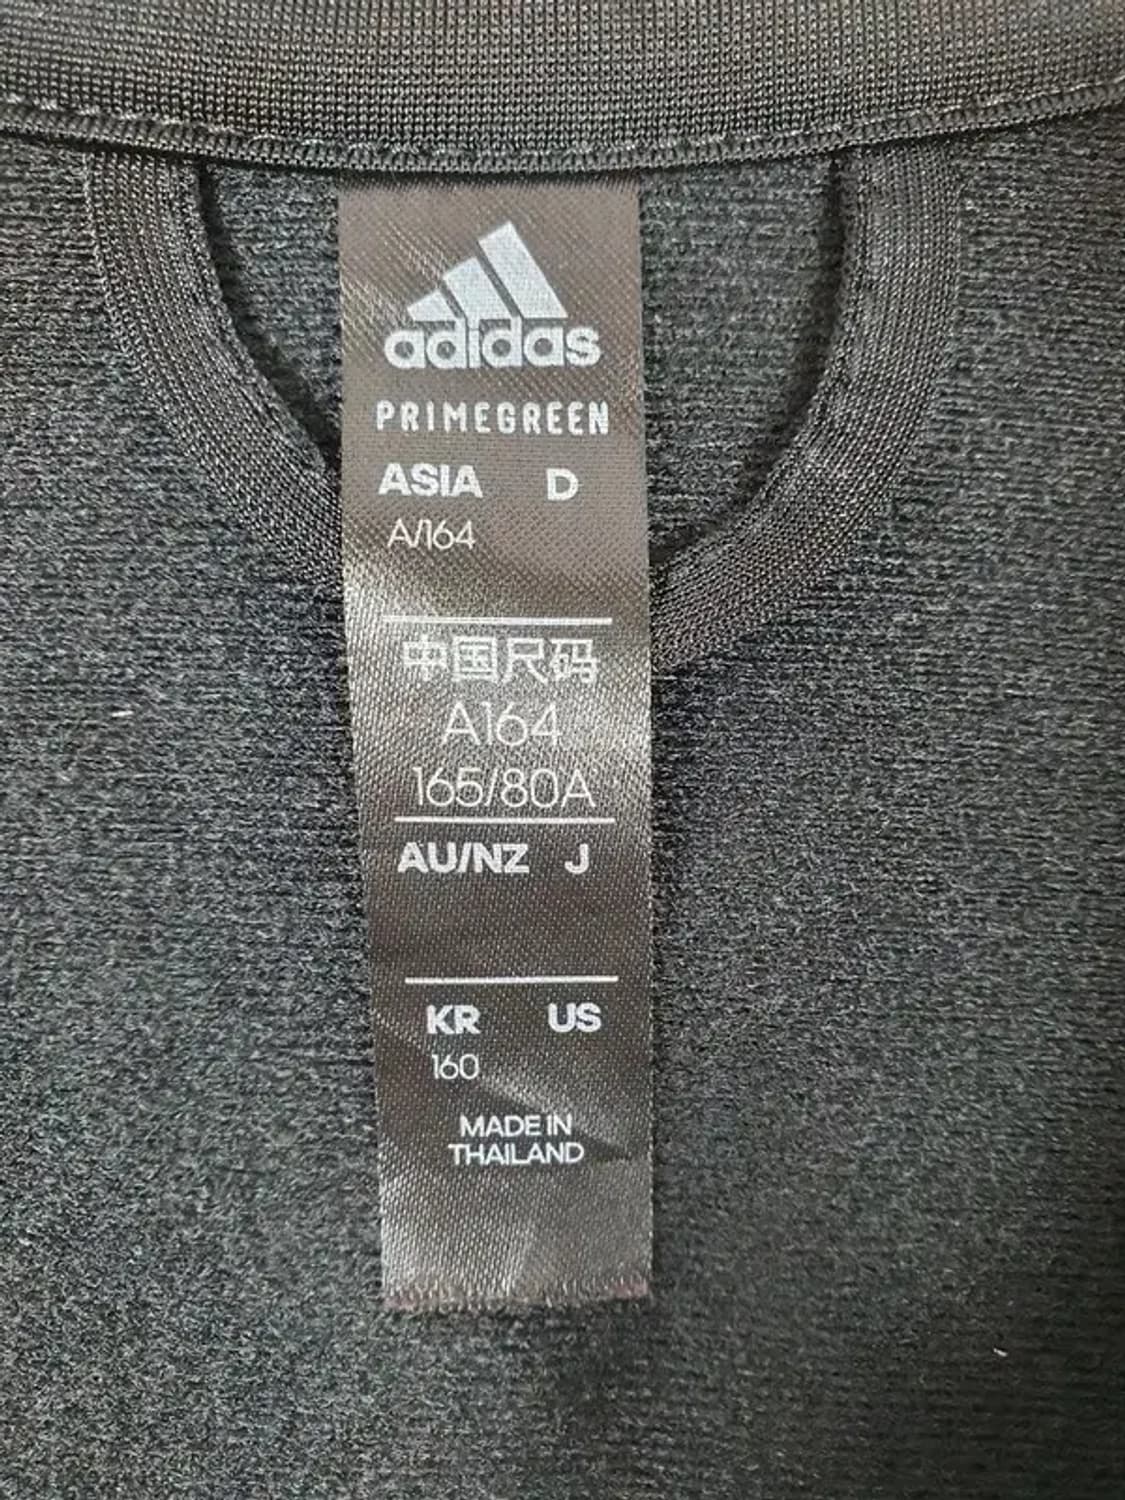 adidas
PRIMEGREEN
ASIA D
A/164
中国尺码
A164
165/80A
AU/NZ J
KR US
160
MADE IN
THAILAND